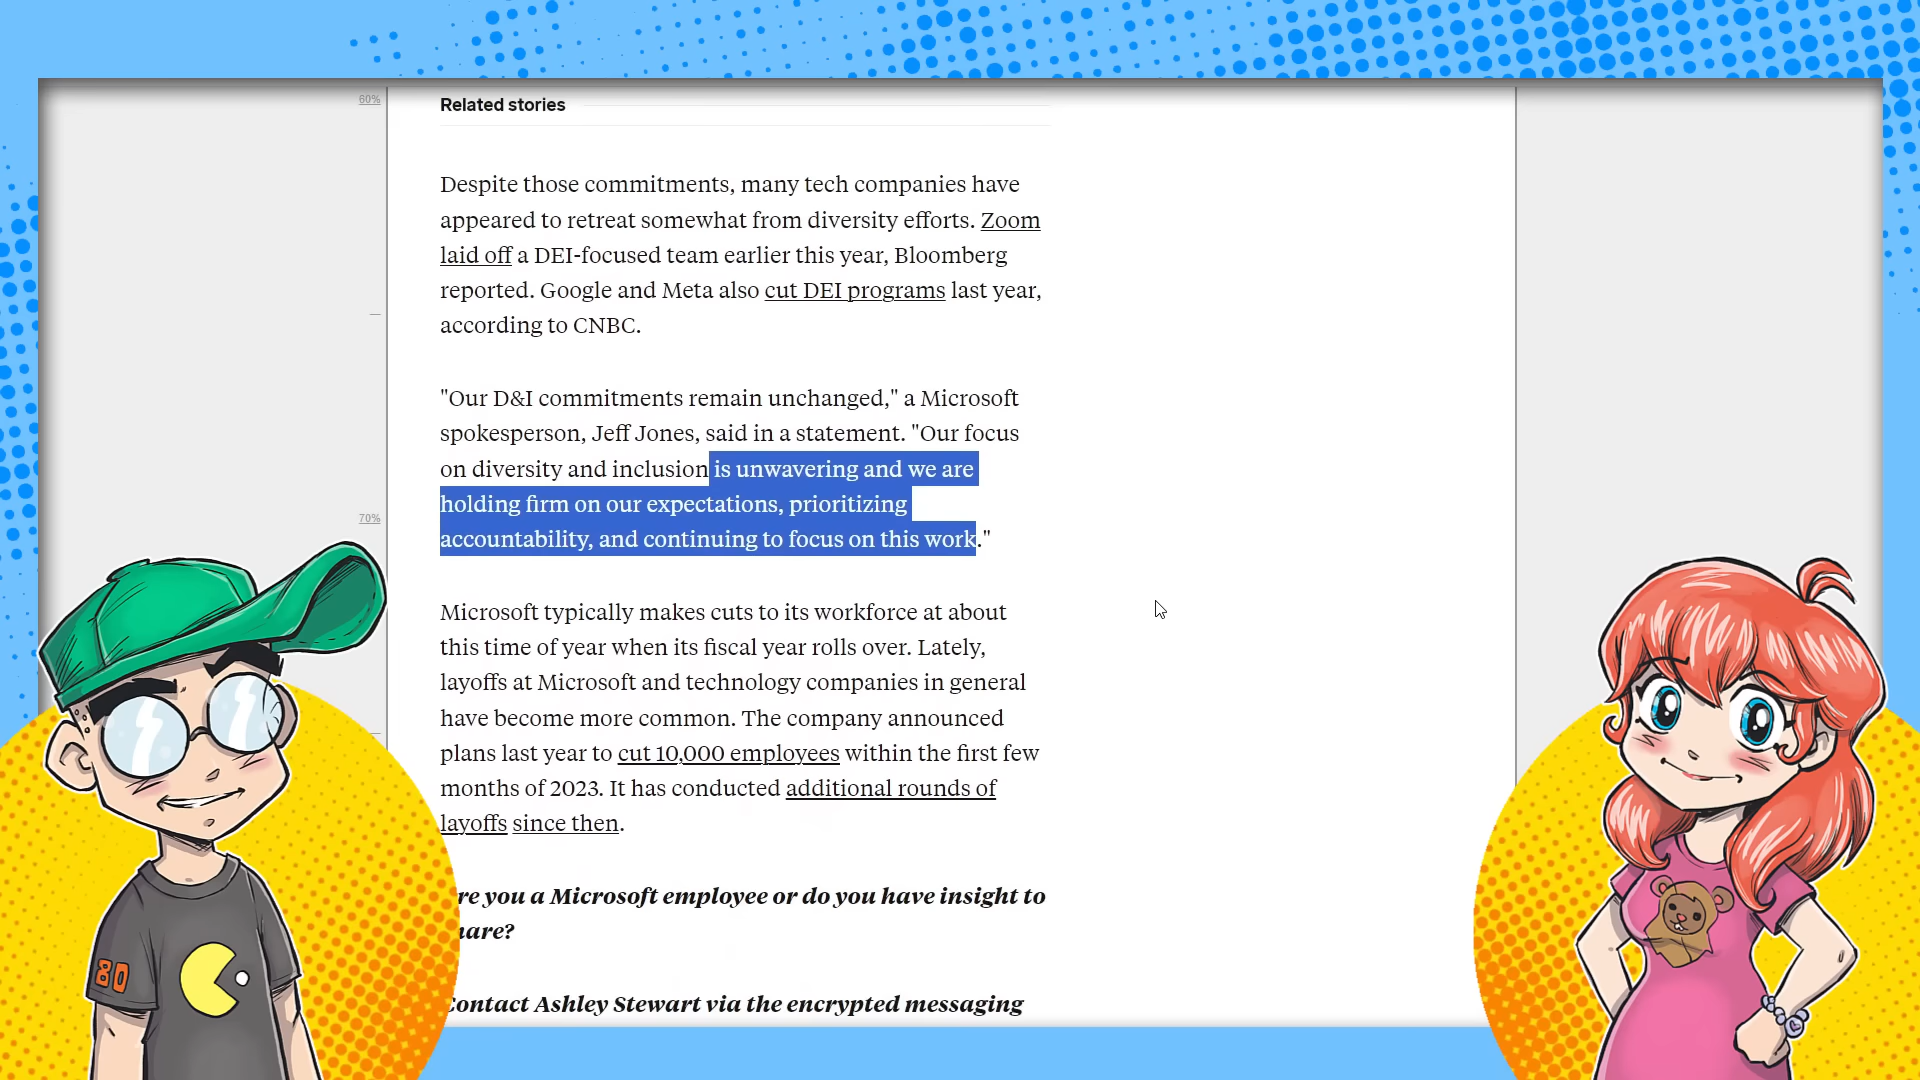 60%
Related stories
Despite those commitments, many tech companies have
appeared to retreat somewhat from diversity efforts. Zoom
laid off a DEI-focused team earlier this year, Bloomberg
reported. Google and Meta also cut DEI programs last year,
according to CNBC.
"Our D&I commitments remain unchanged," a Microsoft
spokesperson, Jeff Jones, said in a statement. "Our focus
on diversity and inclusion is unwavering and we are
holding firm on our expectations, prioritizing
70%
accountability, and continuing to focus on this work."
Microsoft typically makes cuts to its workforce at about
this time of year when its fiscal year rolls over. Lately,
layoffs at Microsoft and technology companies in general
have become more common. The company announced
plans last year to cut 10,000 employees within the first few
months of 2023. It has conducted additional rounds of
layoffs since then.
re you a Microsoft employee or do you have insight to
hare?
80
Contact Ashley Stewart via the encrypted messaging